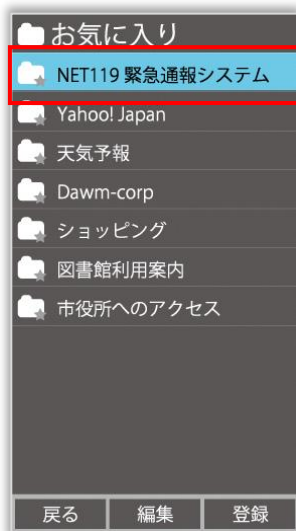 お気に入り
NET119 緊急通報システム
Yahoo! Japan
天気予報
Dawm-corp
ショッピング
図書館利用案内
市役所へのアクセス
戻る 編集 登録